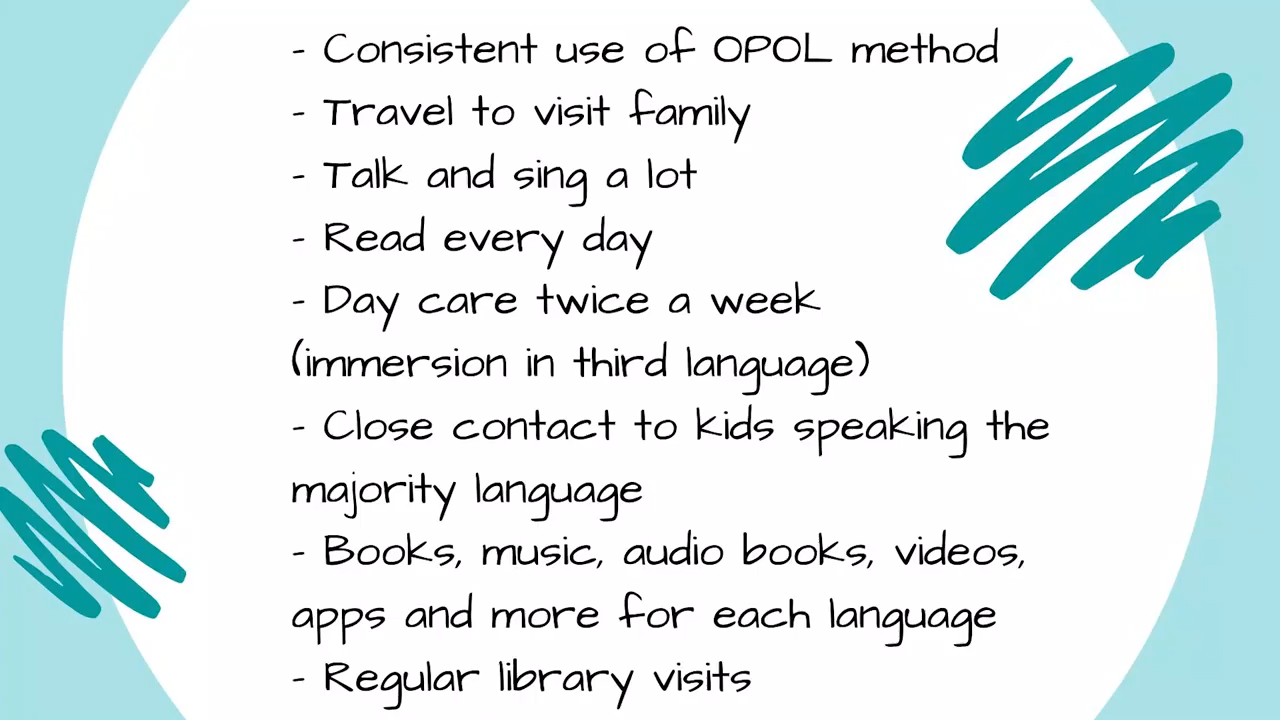 - Consistent use of OPOL method
- Travel to visit family
- Talk and sing a lot
- Read every day
- Day care twice a week
(immersion in third language)
- Close contact to kids speaking the
majority language
- Books, music, audio books, videos,
apps and more for each language
- Regular library visits